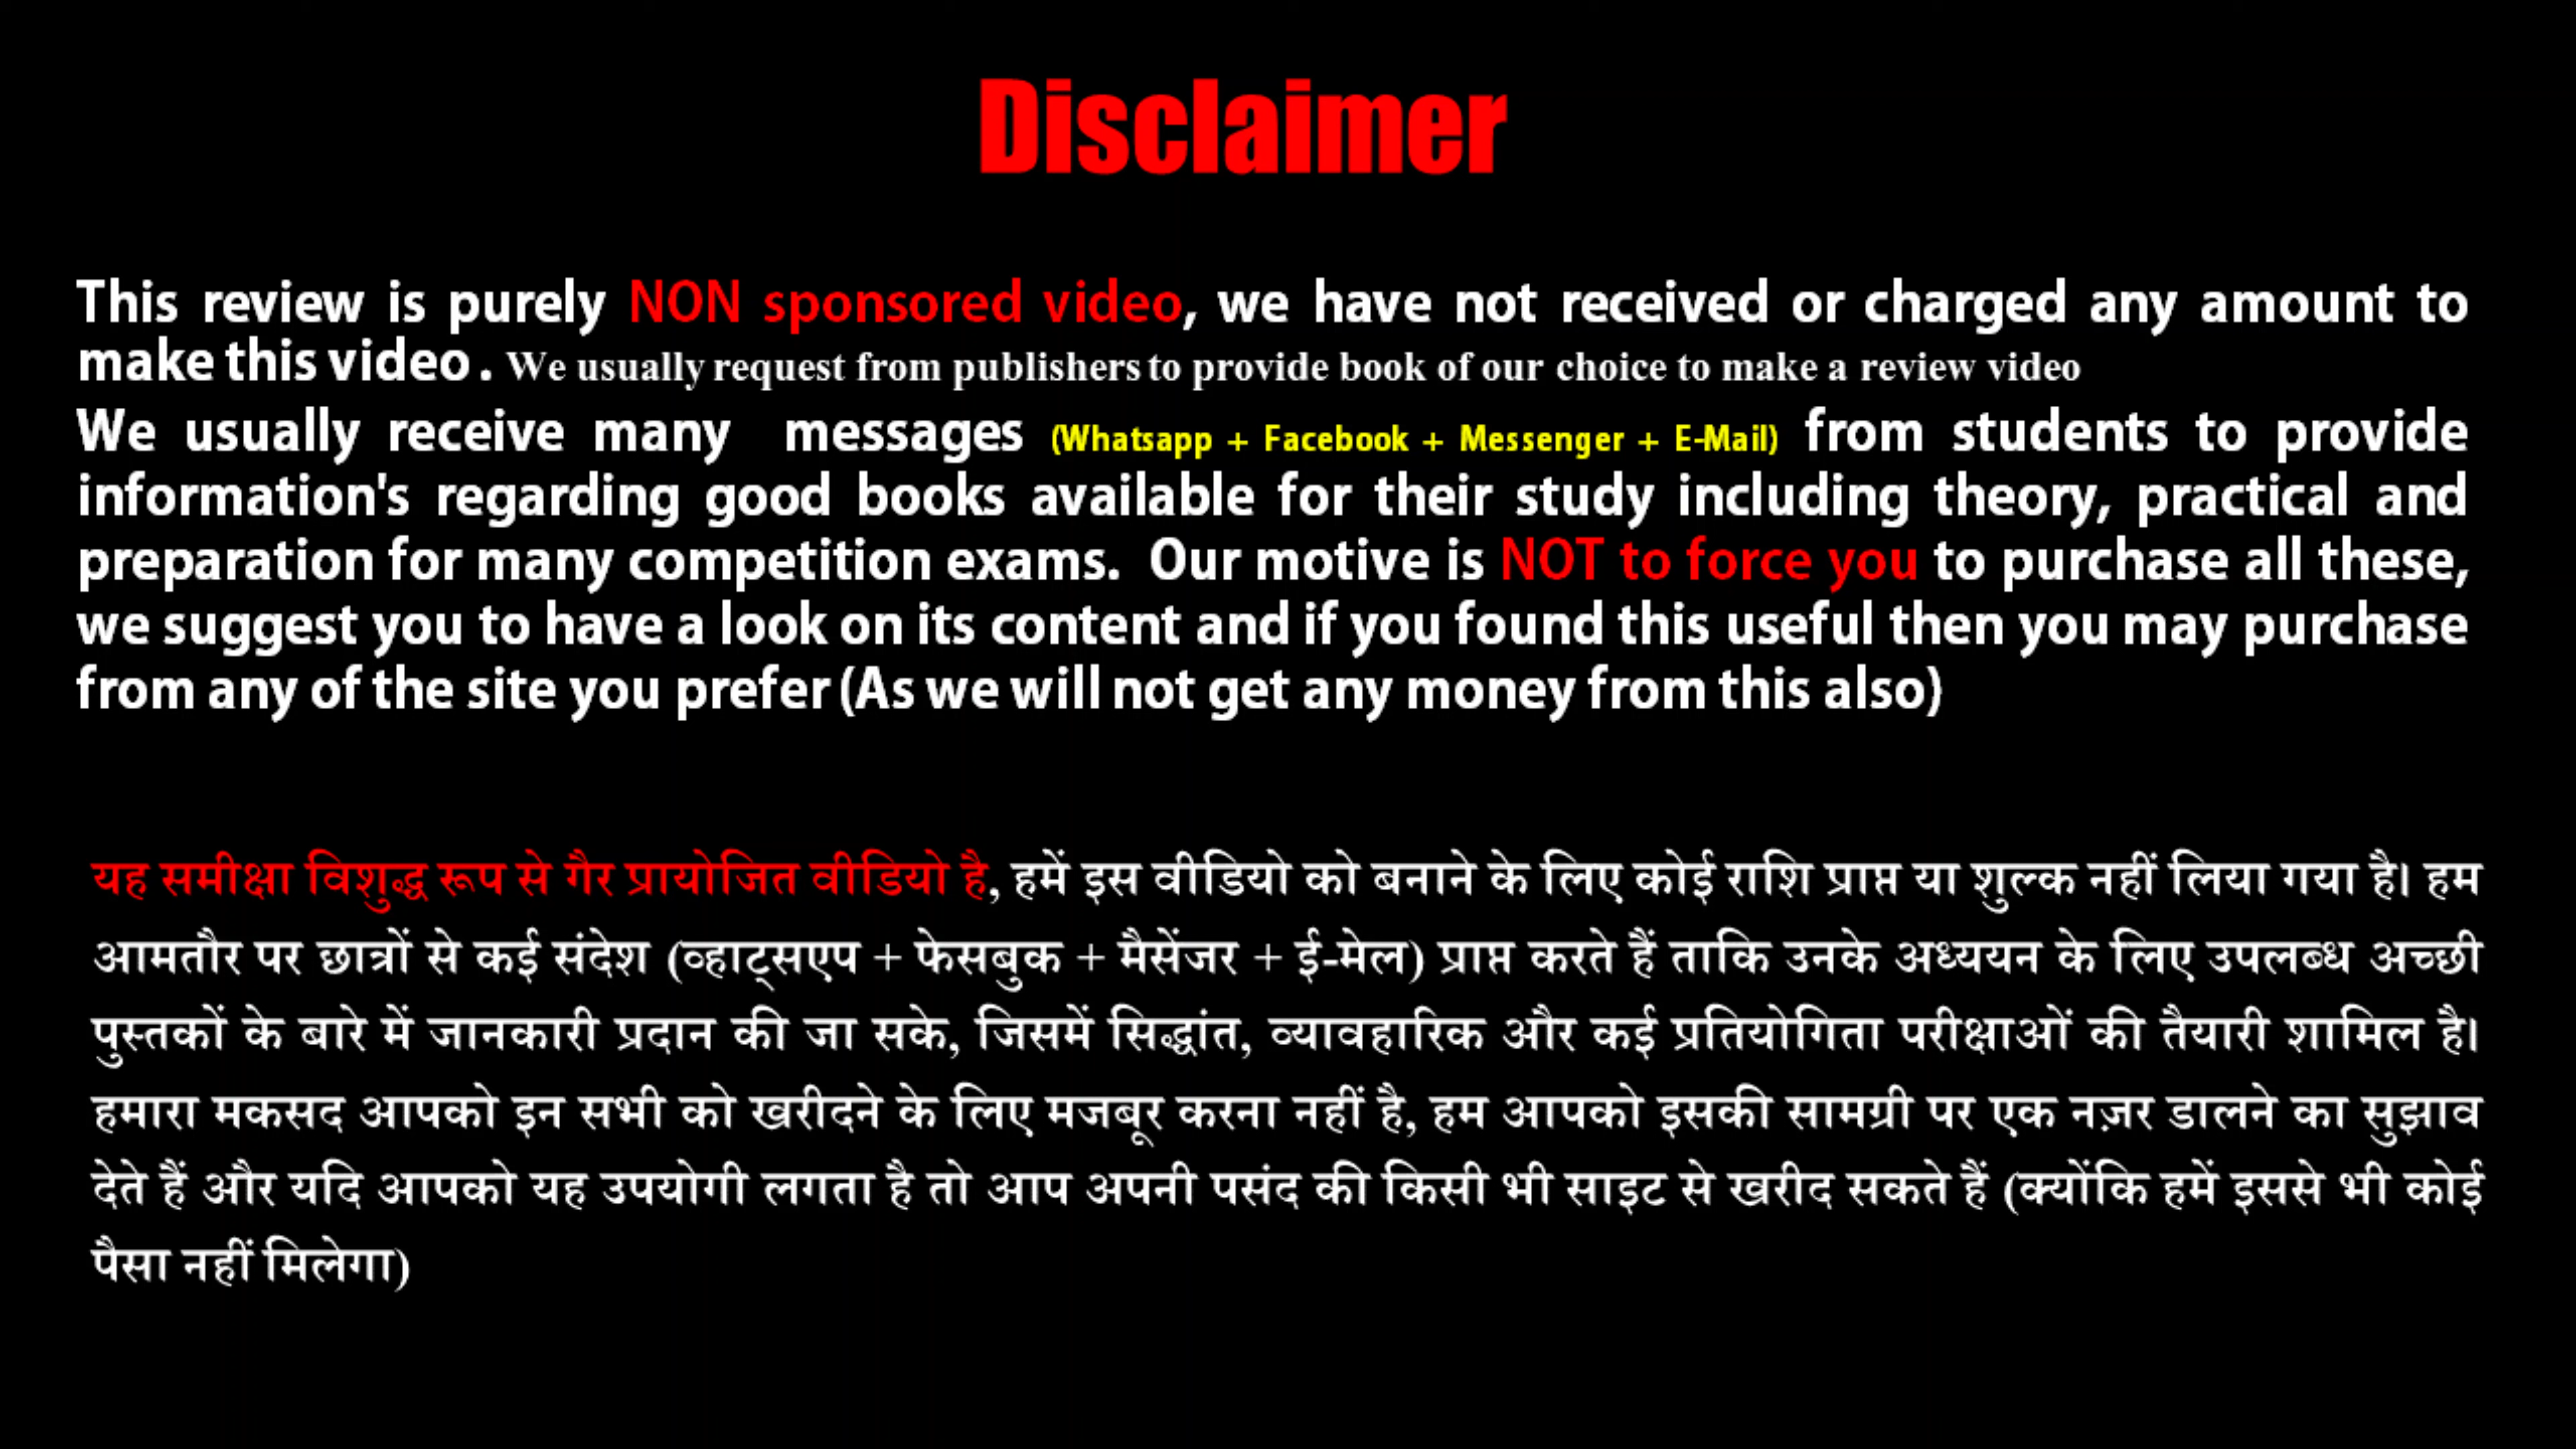 Disclaimer
This review is purely NON sponsored video, we have not received or charged any amount to
make this video . We usually request from publishers to provide book of our choice to make a review video
We usually receive many messages (Whatsapp + Facebook + Messenger + E-Mail) from students to provide
information's regarding good books available for their study including theory, practical and
preparation for many competition exams. Our motive is NOT to force you to purchase all these,
we suggest you to have a look on its content and if you found this useful then you may purchase
from any of the site you prefer (As we will not get any money from this also)
यह समीक्षा विशुद्ध रूप से गैर प्रायोजित वीडियो है, हमें इस वीडियो को बनाने के लिए कोई राशि प्राप्त या शुल्क नहीं लिया गया है। हम
आमतौर पर छात्रों से कई संदेश (व्हाट्सएप + फेसबुक + मैसेंजर + ई-मेल) प्राप्त करते हैं ताकि उनके अध्ययन के लिए उपलब्ध अच्छी
पुस्तकों के बारे में जानकारी प्रदान की जा सके, जिसमें सिद्धांत, व्यावहारिक और कई प्रतियोगिता परीक्षाओं की तैयारी शामिल है।
हमारा मकसद आपको इन सभी को खरीदने के लिए मजबूर करना नहीं है, हम आपको इसकी सामग्री पर एक नज़र डालने का सुझाव
देते हैं और यदि आपको यह उपयोगी लगता है तो आप अपनी पसंद की किसी भी साइट से खरीद सकते हैं (क्योंकि हमें इससे भी कोई
पैसा नहीं मिलेगा)